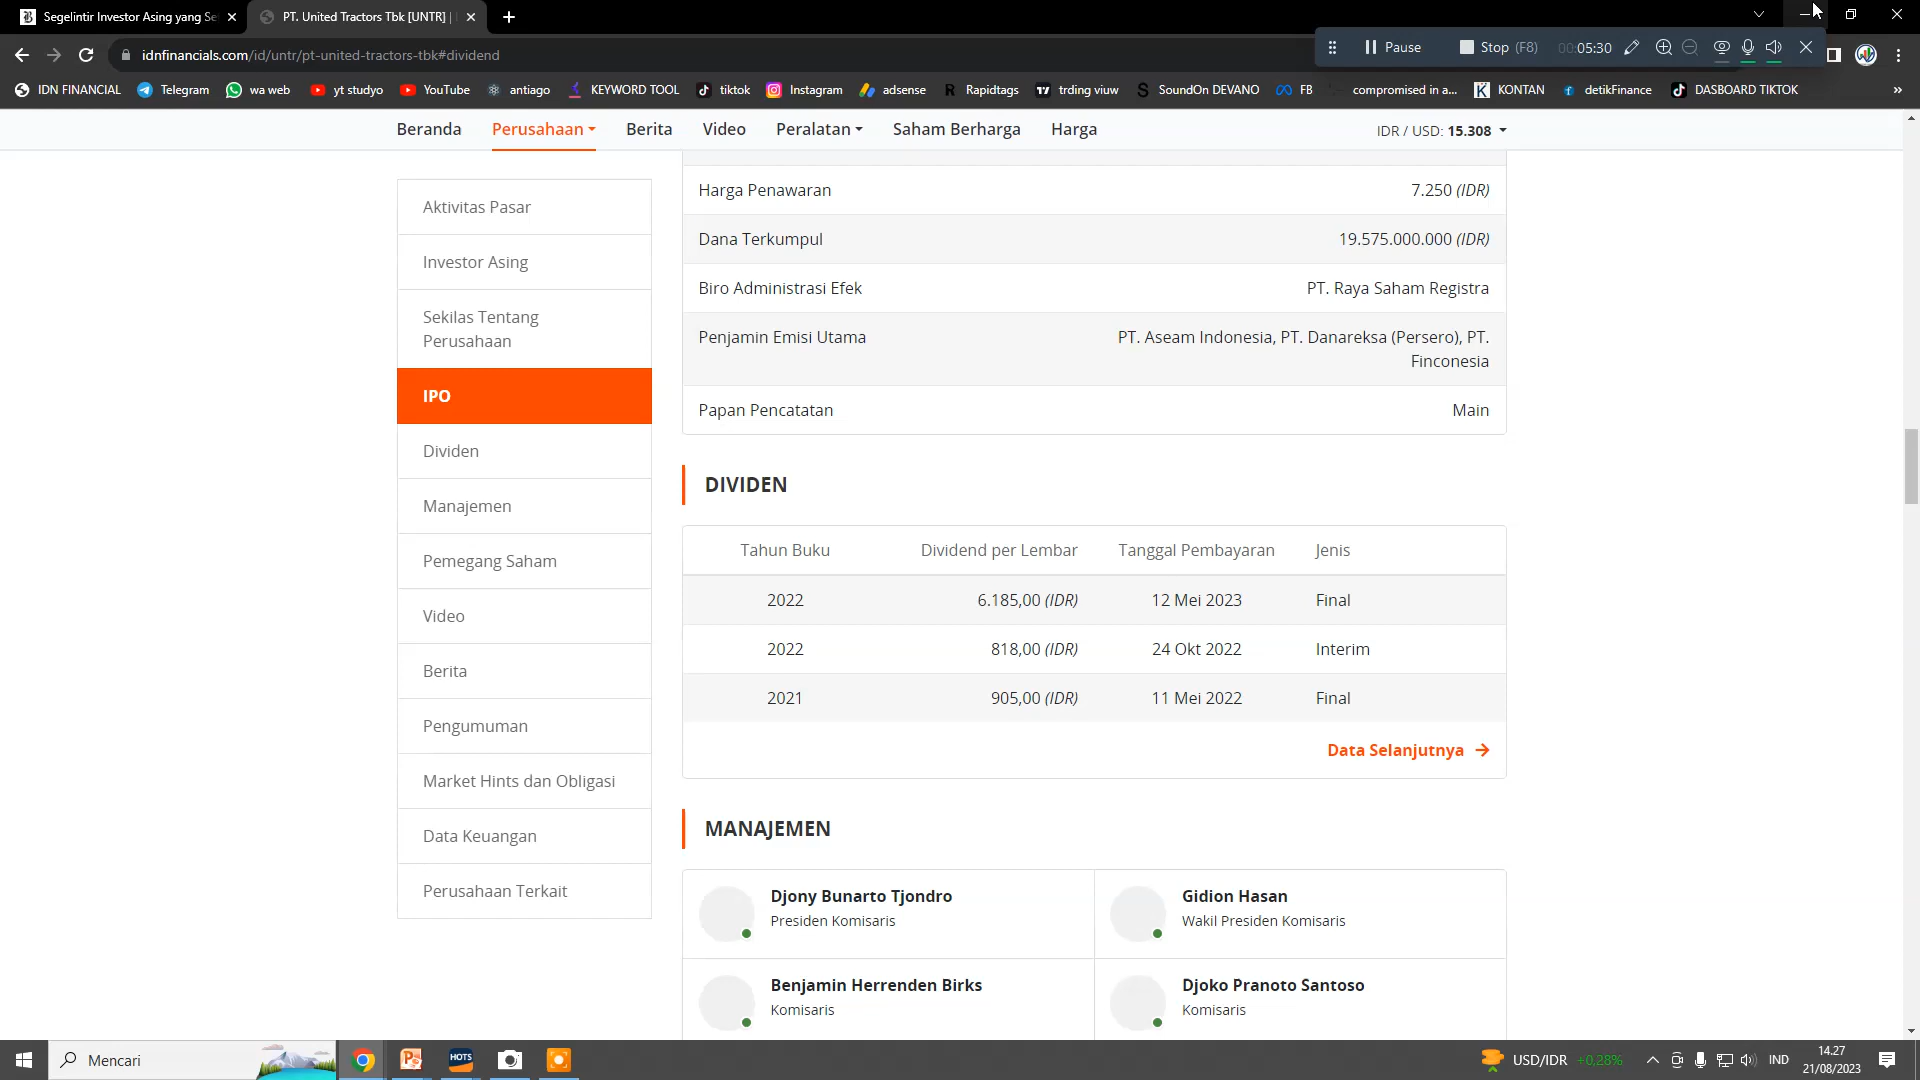 Segelintir Investor Asing yang Se
PT. United Tractors Tbk [UNTR] |
idnfinancials.com/id/untr/pt-united-tractors-tbk#dividend
Pause
Stop (F8)
00:05:30
IDN FINANCIAL
Telegram
wa web
yt studyo
YouTube
antiago
KEYWORD TOOL
tiktok
Instagram
adsense
Rapidtags
trding viuw
SoundOn DEVANO
FB
compromised in a...
KONTAN
detikFinance
DASBOARD TIKTOK
»
Beranda
Perusahaan
Berita
Video
Peralatan
Saham Berharga
Harga
IDR / USD: 15.308
Aktivitas Pasar
Investor Asing
Sekilas Tentang
Perusahaan
IPO
Dividen
Manajemen
Pemegang Saham
Video
Berita
Pengumuman
Market Hints dan Obligasi
Data Keuangan
Perusahaan Terkait
Harga Penawaran 7.250 (IDR)
Dana Terkumpul 19.575.000.000 (IDR)
Biro Administrasi Efek PT. Raya Saham Registra
Penjamin Emisi Utama PT. Aseam Indonesia, PT. Danareksa (Persero), PT.
Finconesia
Papan Pencatatan Main
DIVIDEN
Tahun Buku Dividend per Lembar Tanggal Pembayaran Jenis
2022 6.185,00 (IDR) 12 Mei 2023 Final
2022 818,00 (IDR) 24 Okt 2022 Interim
2021 905,00 (IDR) 11 Mei 2022 Final
Data Selanjutnya
MANAJEMEN
Djony Bunarto Tjondro
Presiden Komisaris
Gidion Hasan
Wakil Presiden Komisaris
Benjamin Herrenden Birks
Komisaris
Djoko Pranoto Santoso
Komisaris
Mencari
HOTS
USD/IDR +0,28%
IND
14.27
21/08/2023